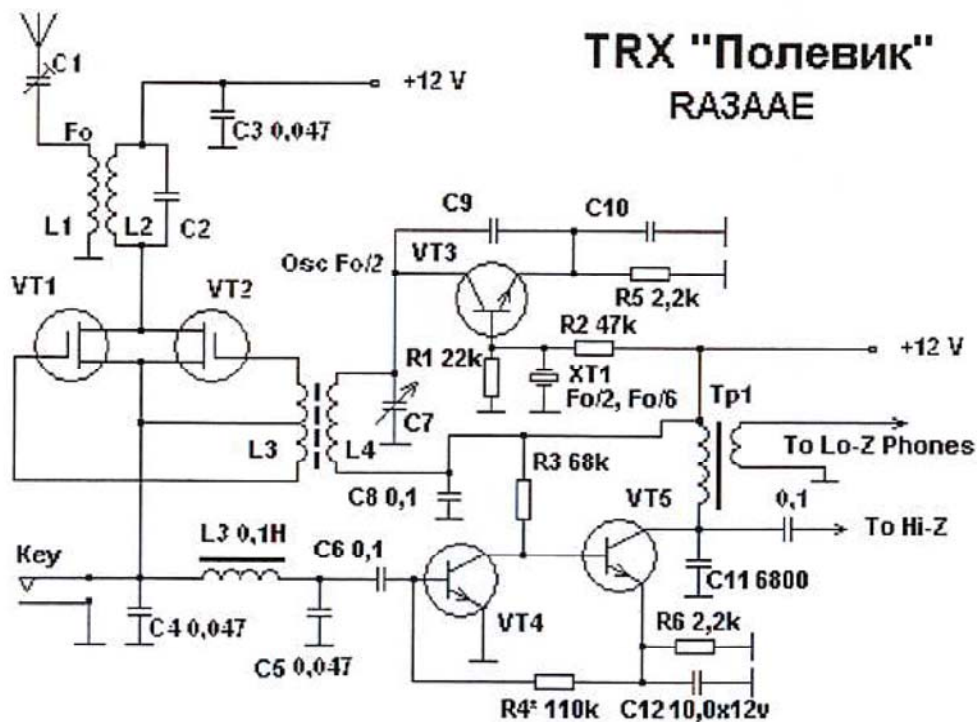 TRX "Полевик"
RA3AAE
C1
+12 V
C3 0,047
Fo
L1
L2
C2
C9
C10
VT3
Osc Fo/2
VT1
VT2
R5 2,2k
R2 47k
+12 V
R1 22k
XT1
Fo/2, Fo/6
Tp1
C7
L3
L4
To Lo-Z Phones
R3 68k
C8 0,1
VT5
0,1
To Hi-Z
Key
L3 0,1H
C6 0,1
C11 6800
C4 0,047
VT4
R6 2,2k
C5 0,047
R4* 110k
C12 10,0x12v